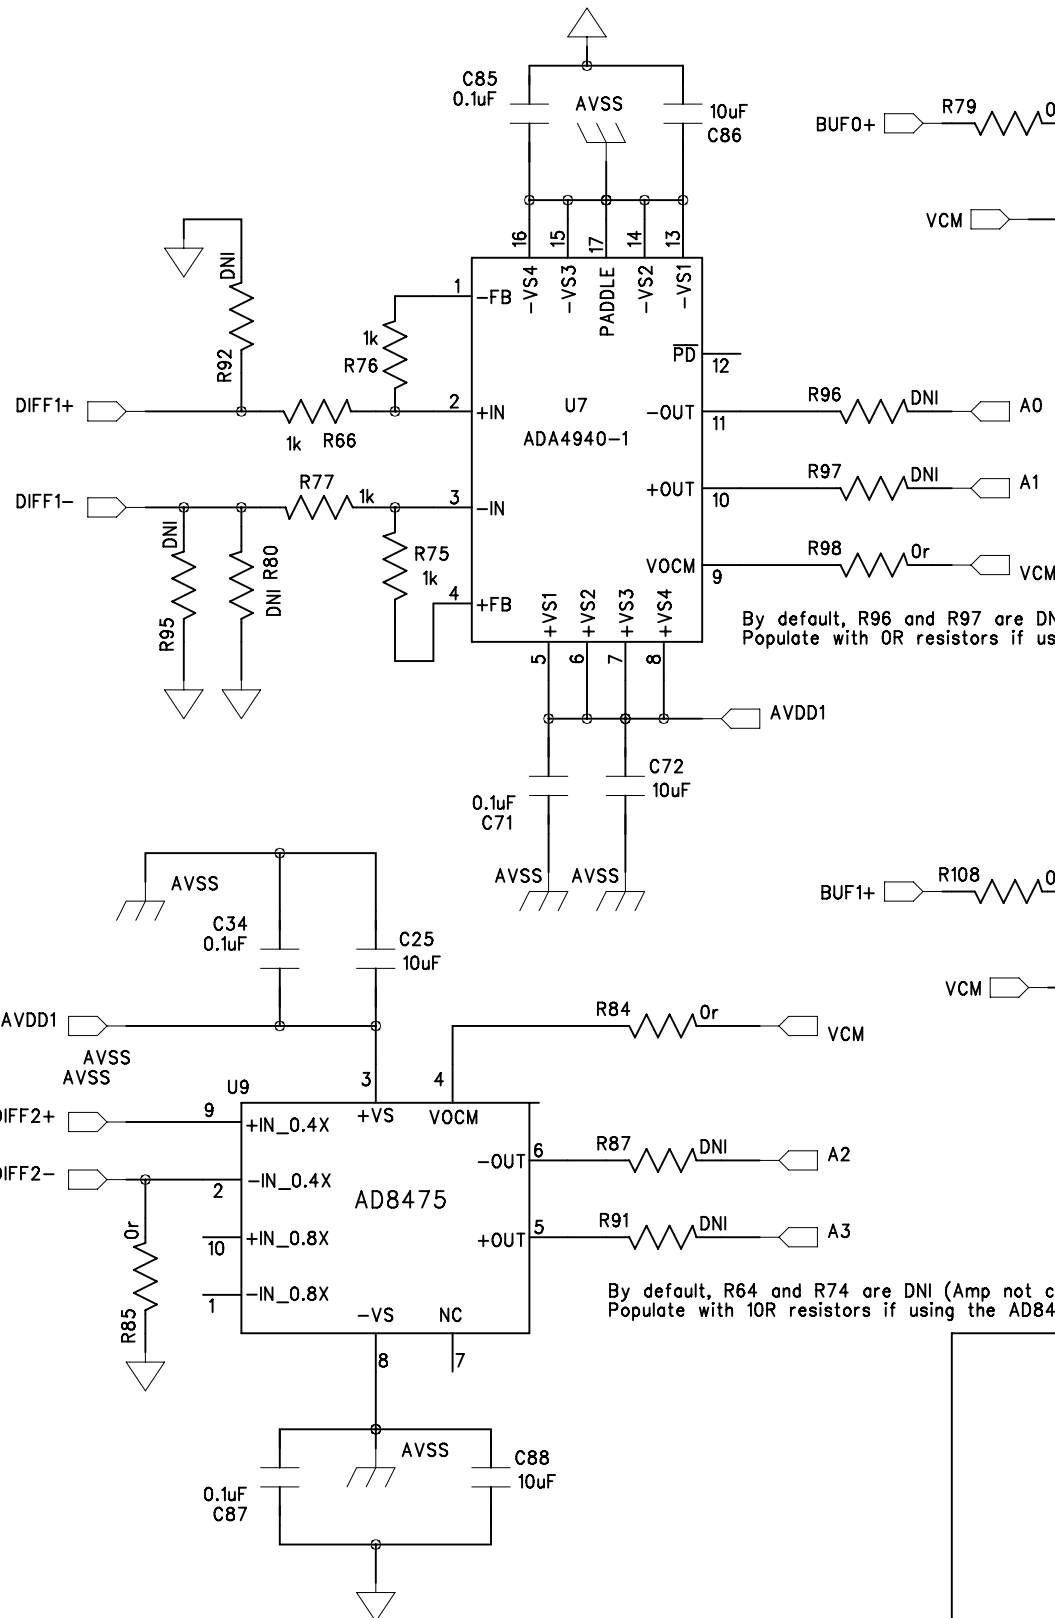 C85
0.1uF
AVSS
10uF
C86
R79
BUF0+
VCM
16
15
17
14
13
-VS4
-VS3
PADDLE
-VS2
-VS1
DNI
R92
1
-FB
1k
R76
PD
12
DIFF1+
2
+IN
U7
ADA4940-1
-OUT
11
R96
DNI
A0
1k
R66
R77
1k
DIFF1-
3
-IN
+OUT
10
R97
DNI
A1
DNI
R95
DNI R80
R75
1k
4
+FB
VOCM
9
R98
0r
VCM
+VS1
+VS2
+VS3
+VS4
5
6
7
8
By default, R96 and R97 are DN
Populate with 0R resistors if us
AVDD1
C72
10uF
0.1uF
C71
AVSS
AVSS
AVSS
C34
0.1uF
C25
10uF
R108
BUF1+
VCM
AVDD1
AVSS
AVSS
R84
0r
VCM
U9
3
4
+VS
VOCM
DIFF2+
9
+IN_0.4X
-OUT
6
R87
DNI
A2
DIFF2-
2
-IN_0.4X
AD8475
0r
R85
10
+IN_0.8X
+OUT
5
R91
DNI
A3
1
-IN_0.8X
-VS
NC
8
7
By default, R64 and R74 are DNI (Amp not c
Populate with 10R resistors if using the AD84
AVSS
C88
10uF
0.1uF
C87